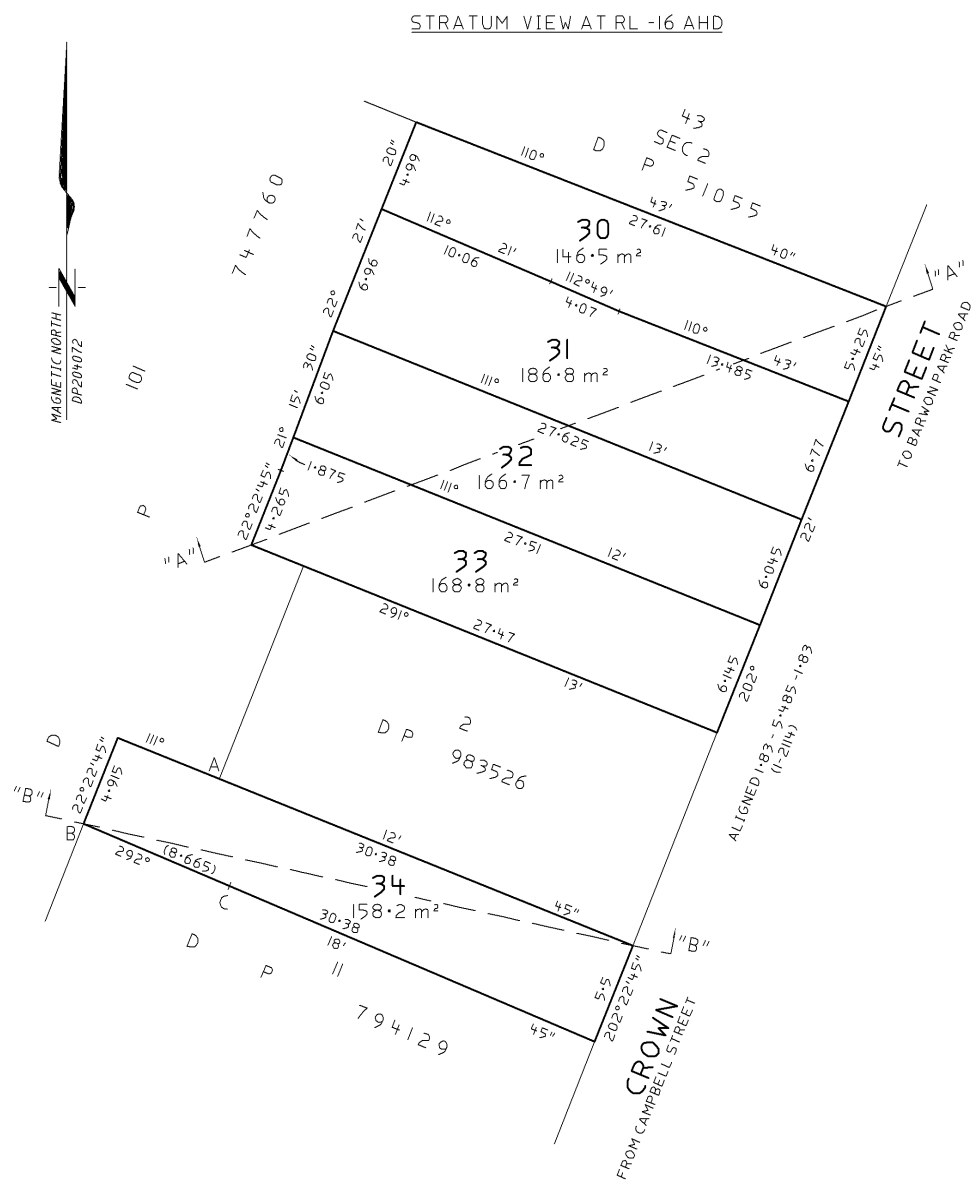 STRATUM VIEW AT RL -16 AHD
43
SEC 2
D P 51055
110° 43' 40"
27·61
20"
4·99
747760
30
146·5 m²
112° 21'
10·06
112°49'
4·07
110° 43'
13·485
"A"
27'
6·96
22°
MAGNETIC NORTH
DP204072
STREET
TO BARWON PARK ROAD
5·425
45"
31
186·8 m²
30"
6·05
15'
101
111° 13'
27·625
21°
1·875
6·77
32
166·7 m²
22°22'45"
4·265
111° 12'
27·51
22'
P
"A"
33
168·8 m²
6·045
291° 13'
27·47
6·145
202°
ALIGNED 1·83 - 5·485 -1·83
(1-2114)
2
D P
983526
D
111°
A
22°22'45"
4·915
"B"
B
12' 45"
30·38
292°
(8·665)
C
34
158·2 m²
30·38
18' 45"
"B"
5·5
202°22'45"
D P 11
794129
CROWN
FROM CAMPBELL STREET